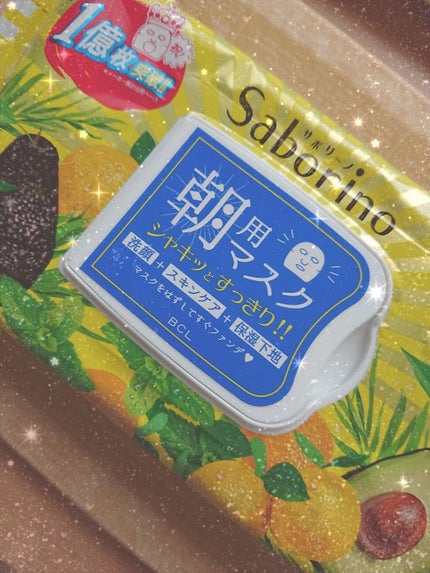 1億枚突破!!
Saborino
サボリーノ
朝用マスク
シャキッとすっきり!!
洗顔+スキンケア+保湿下地
マスクをはずしてすぐファンデ♥
BCL